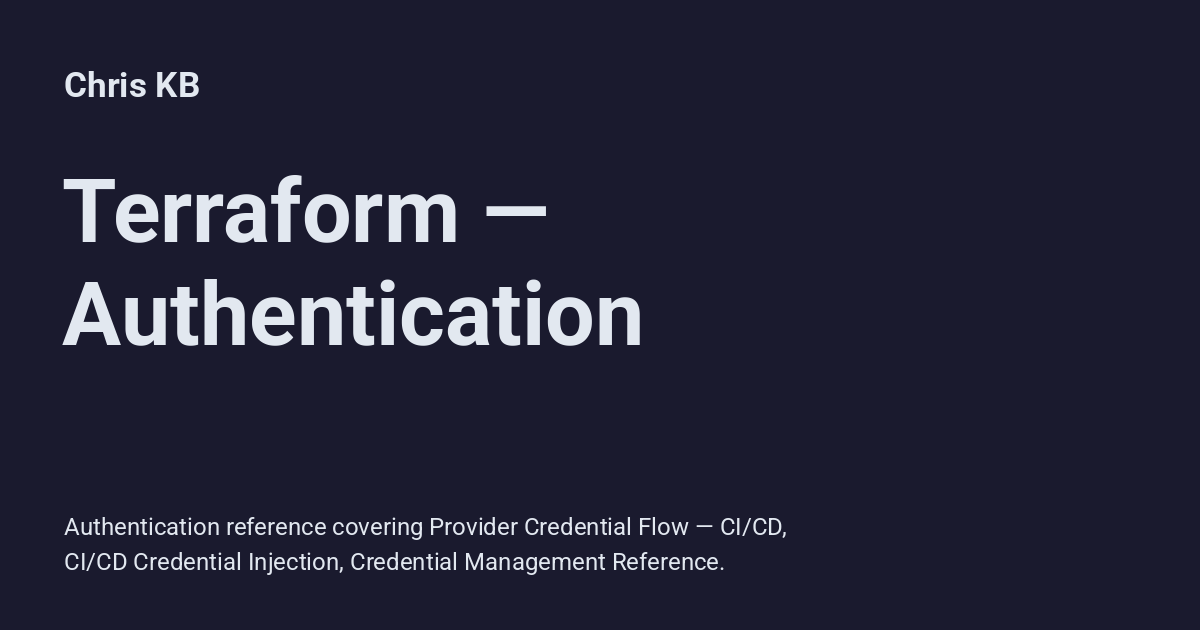 Chris KB
Terraform —
Authentication
Authentication reference covering Provider Credential Flow — CI/CD,
CI/CD Credential Injection, Credential Management Reference.